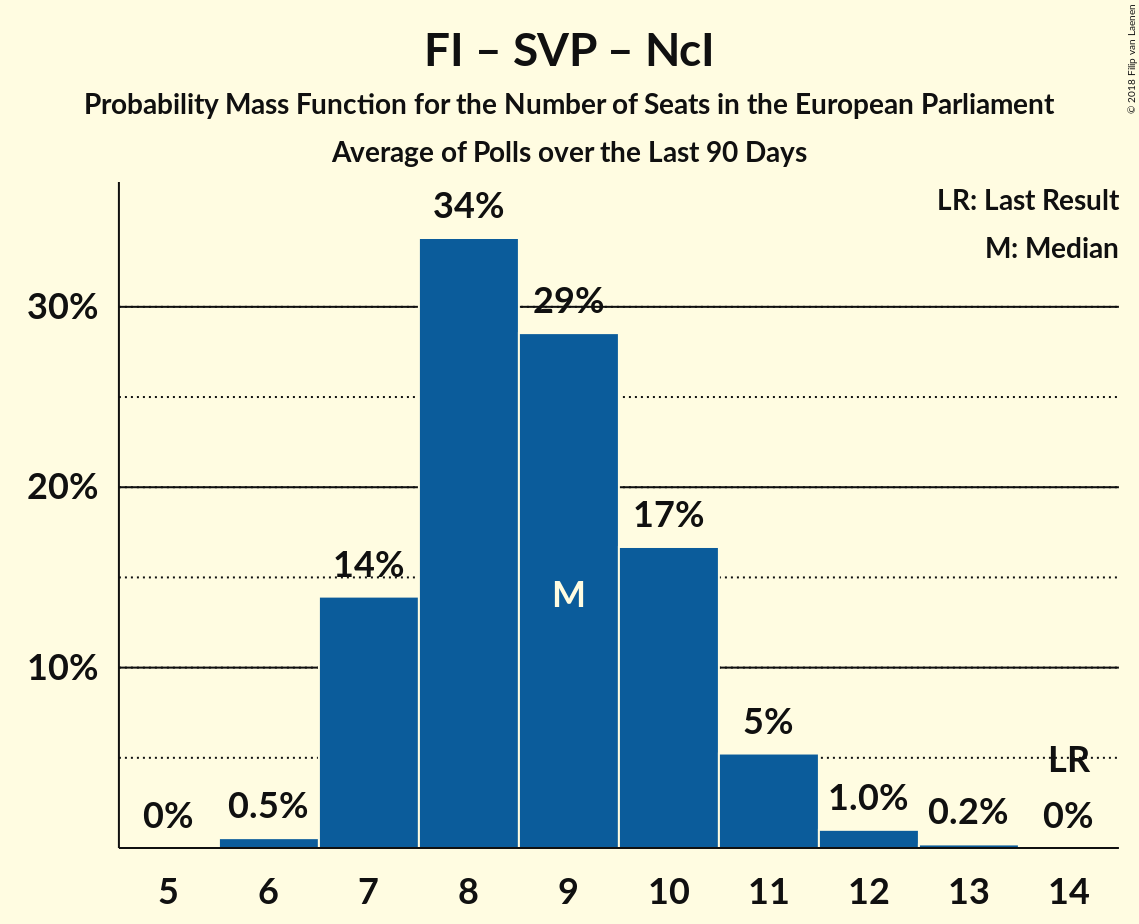 FI – SVP – NcI
Probability Mass Function for the Number of Seats in the European Parliament
Average of Polls over the Last 90 Days
© 2018 Filip van Laenen
LR: Last Result
M: Median
30%
20%
10%
0%
0.5%
14%
34%
29%
17%
5%
1.0%
0.2%
0%
LR
M
5 6 7 8 9 10 11 12 13 14